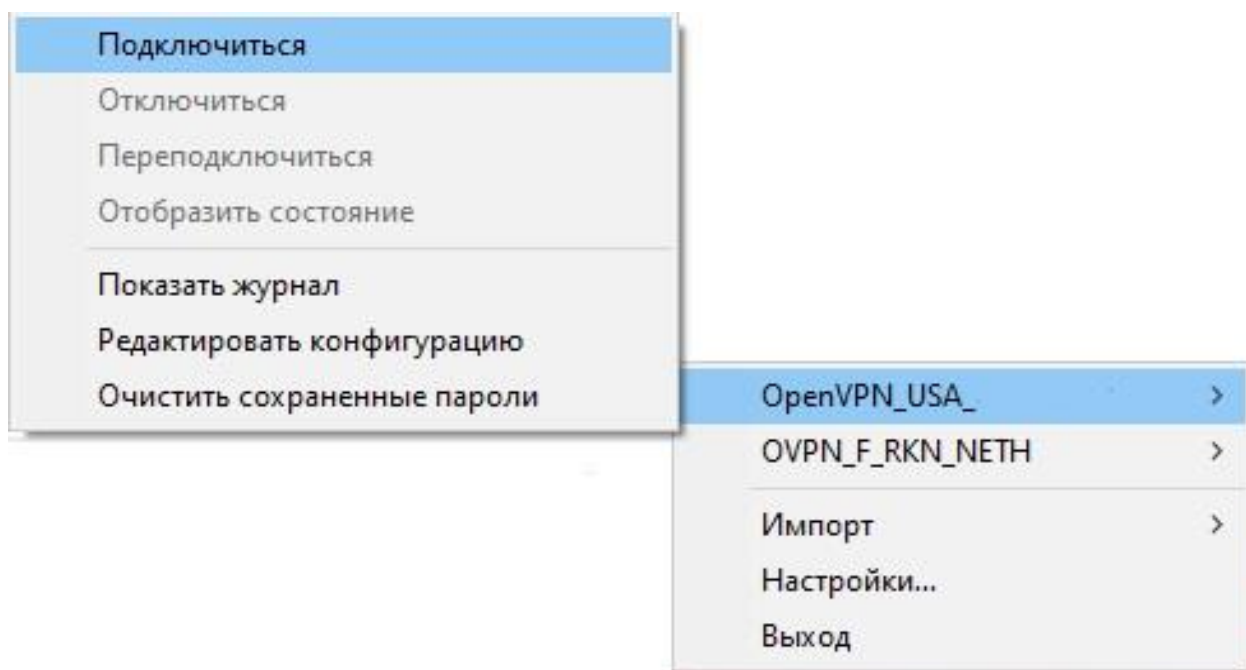 Подключиться
Отключиться
Переподключиться
Отобразить состояние
Показать журнал
Редактировать конфигурацию
Очистить сохраненные пароли
OpenVPN_USA_
OVPN_F_RKN_NETH
Импорт
Настройки...
Выход